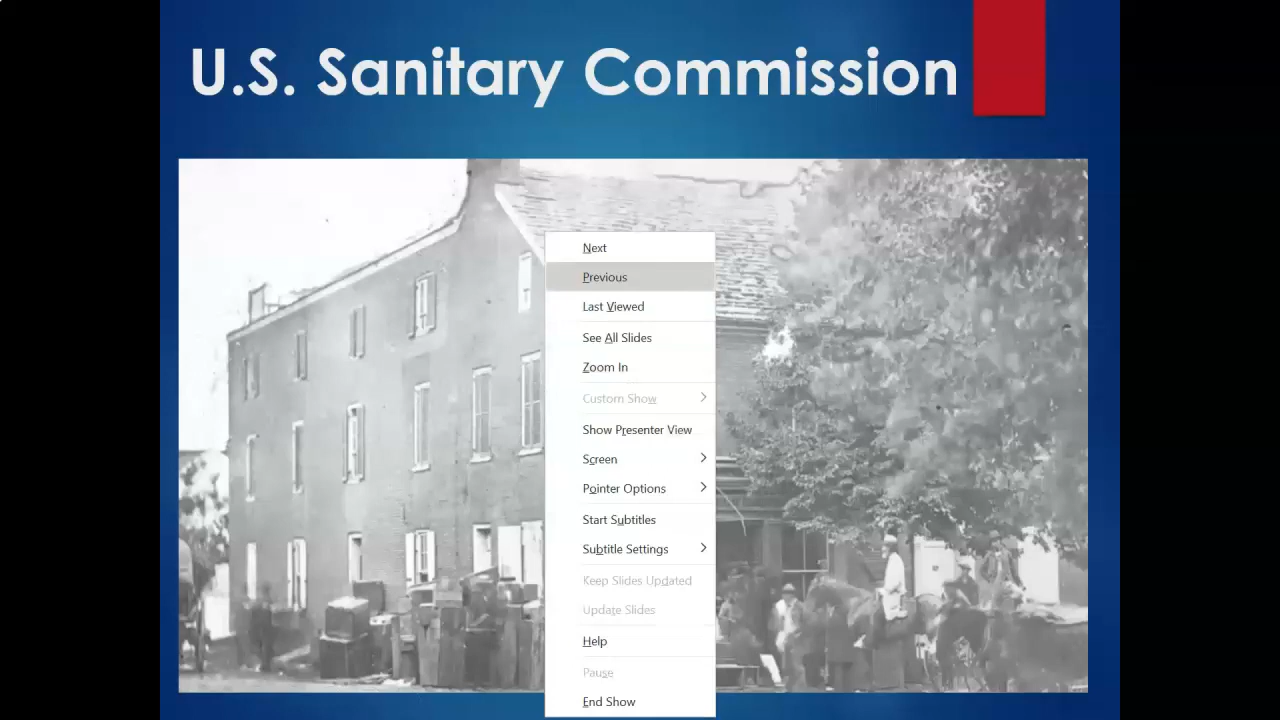 U.S. Sanitary Commission
Next
Previous
Last Viewed
See All Slides
Zoom In
Custom Show
Show Presenter View
Screen
Pointer Options
Start Subtitles
Subtitle Settings
Keep Slides Updated
Update Slides
Help
Pause
End Show